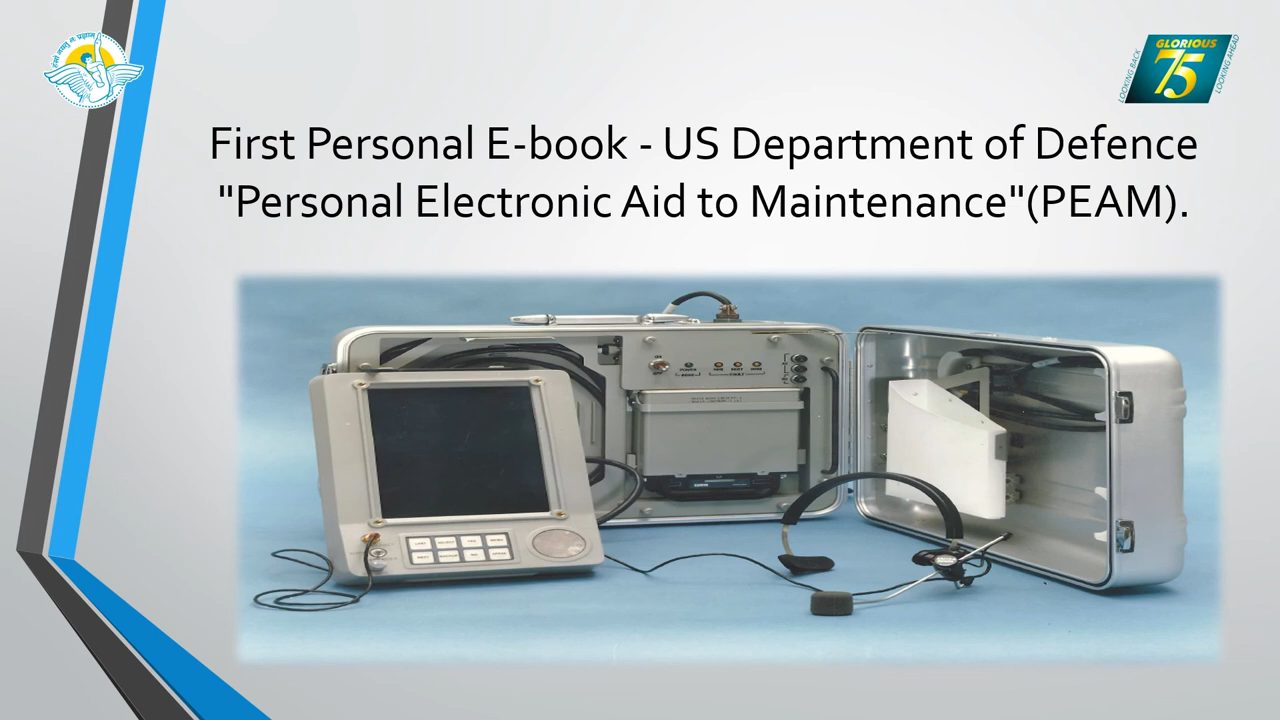 GLORIOUS
75
LOOKING BACK
LOOKING AHEAD
First Personal E-book - US Department of Defence
"Personal Electronic Aid to Maintenance"(PEAM).